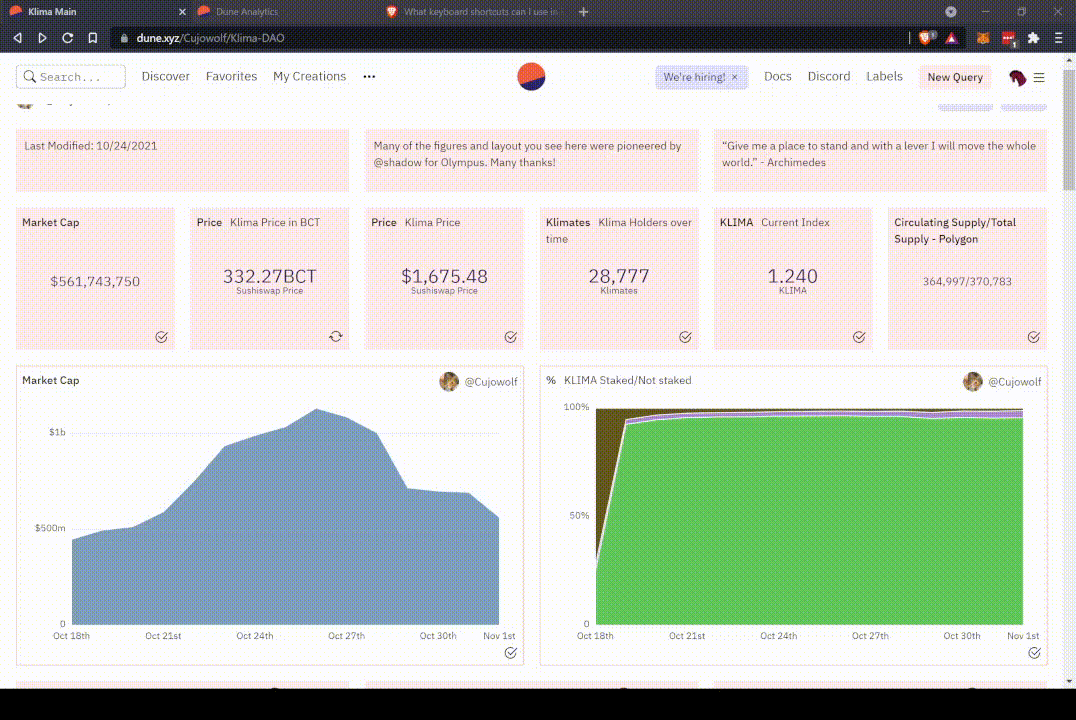 Klima Main
Dune Analytics
What keyboard shortcuts can I use in
dune.xyz/Cujowolf/Klima-DAO
1
1
Search...
Discover
Favorites
My Creations
We're hiring! ×
Docs
Discord
Labels
New Query
Last Modified: 10/24/2021
Many of the figures and layout you see here were pioneered by
@shadow for Olympus. Many thanks!
“Give me a place to stand and with a lever I will move the whole
world.” - Archimedes
Market Cap
$561,743,750
Price Klima Price in BCT
332.27BCT
Sushiswap Price
Price Klima Price
$1,675.48
Sushiswap Price
Klimates Klima Holders over
time
28,777
Klimates
KLIMA Current Index
1.240
KLIMA
Circulating Supply/Total
Supply - Polygon
364,997/370,783
Market Cap
@Cujowolf
$1b
$500m
0
Oct 18th
Oct 21st
Oct 24th
Oct 27th
Oct 30th
Nov 1st
% KLIMA Staked/Not staked
@Cujowolf
100%
50%
0
Oct 18th
Oct 21st
Oct 24th
Oct 27th
Oct 30th
Nov 1st